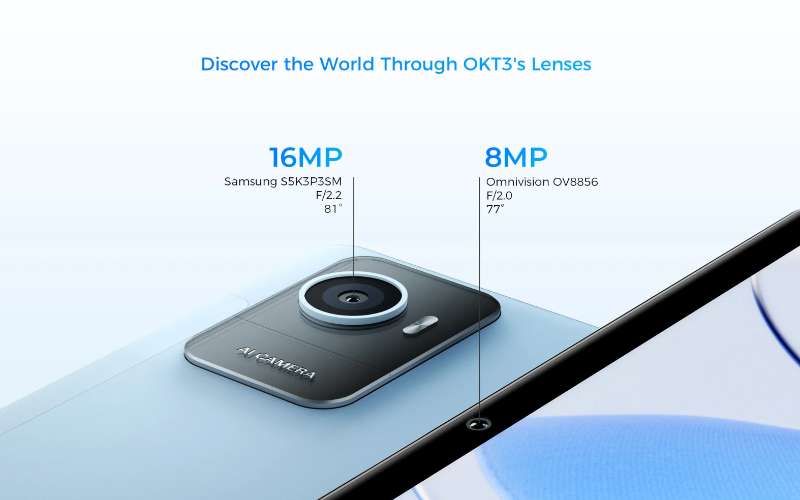 Discover the World Through OKT3's Lenses
16MP
Samsung S5K3P3SM
F/2.2
81°
8MP
Omnivision OV8856
F/2.0
77°
AI CAMERA